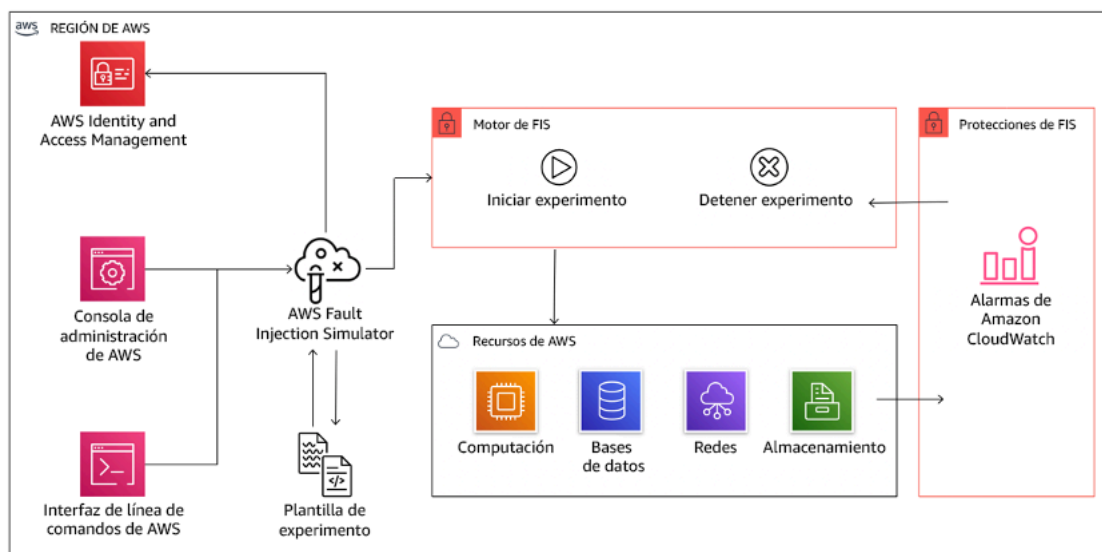 aws
REGIÓN DE AWS
AWS Identity and
Access Management
Consola de
administración
de AWS
Interfaz de línea de
comandos de AWS
AWS Fault
Injection Simulator
Plantilla de
experimento
Motor de FIS
Iniciar experimento
Detener experimento
Recursos de AWS
Computación
Bases
de datos
Redes
Almacenamiento
Protecciones de FIS
Alarmas de
Amazon
CloudWatch